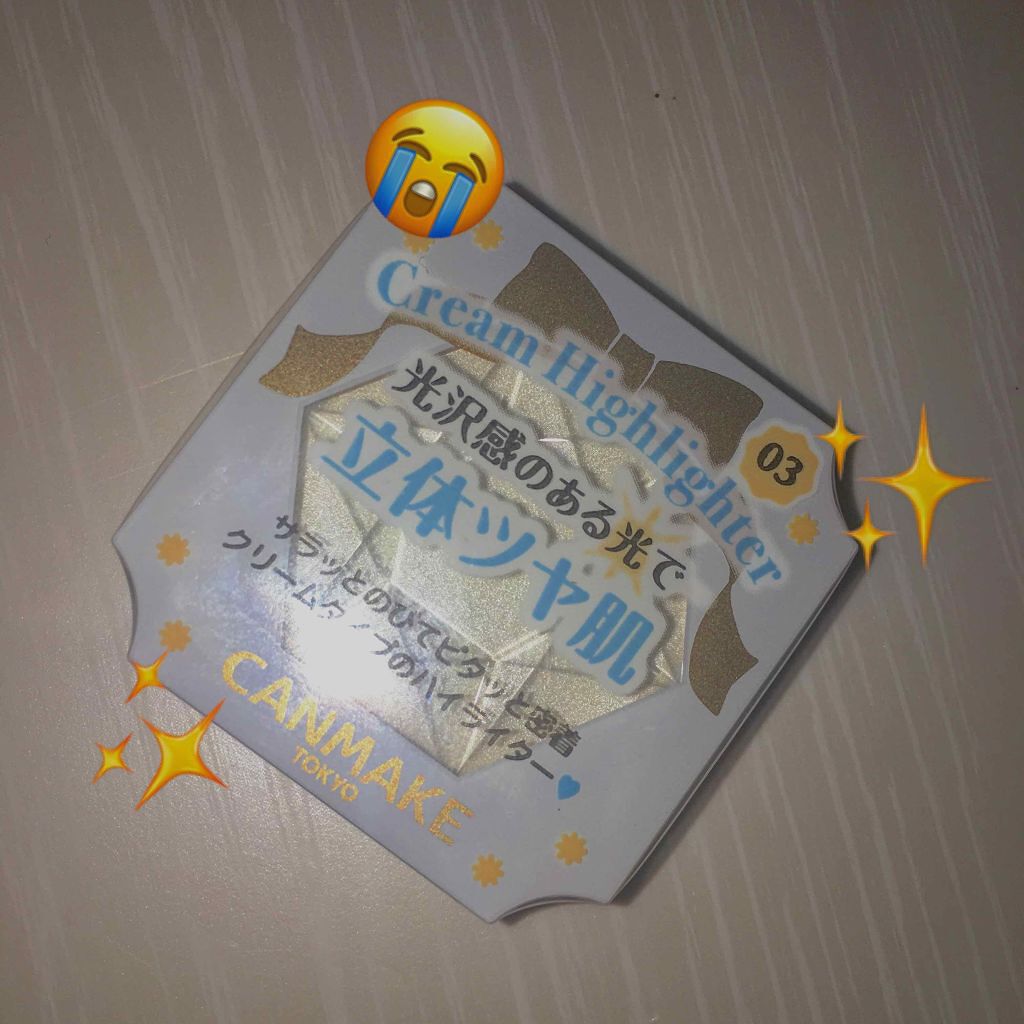 Cream Highlighter
03
光沢感のある光で
立体ツヤ肌
サラッとのびてピタッと密着
クリームタイプのハイライター
CANMAKE
TOKYO